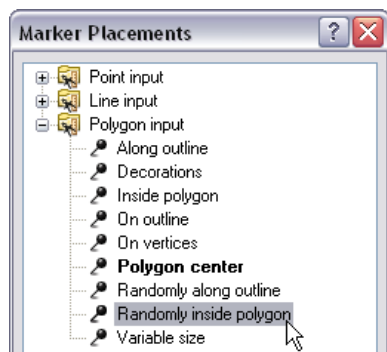 Marker Placements
Point input
Line input
Polygon input
Along outline
Decorations
Inside polygon
On outline
On vertices
Polygon center
Randomly along outline
Randomly inside polygon
Variable size